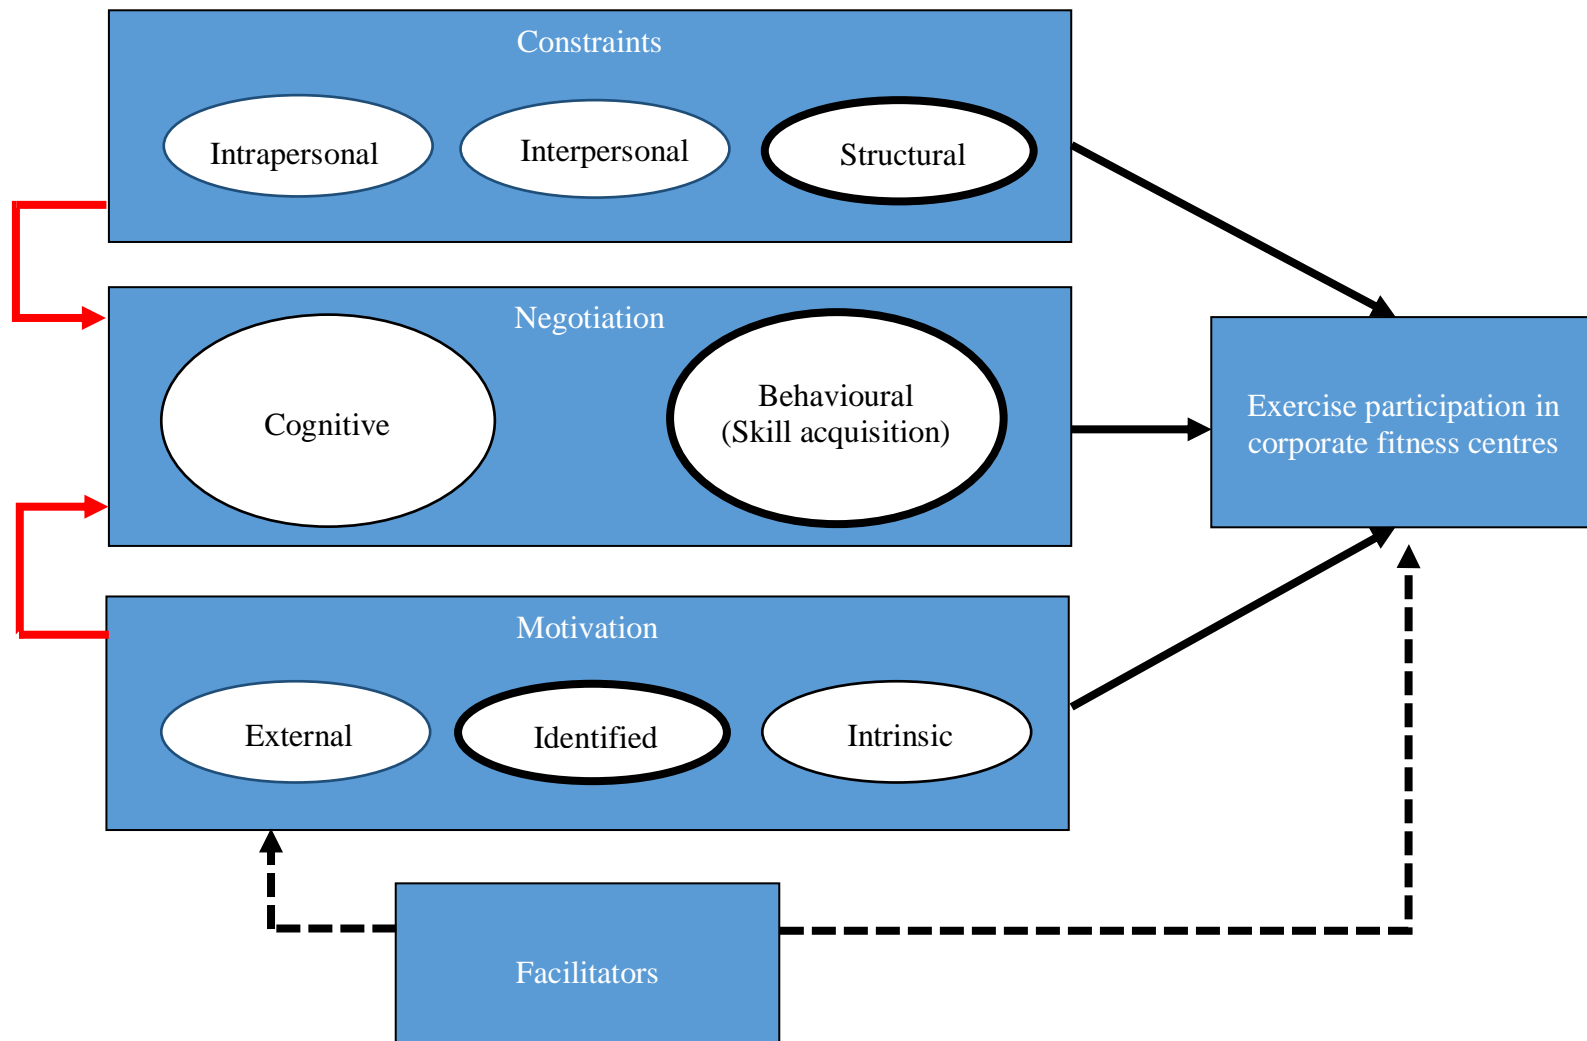 Constraints
Intrapersonal
Interpersonal
Structural
Negotiation
Cognitive
Behavioural
(Skill acquisition)
Exercise participation in
corporate fitness centres
Motivation
External
Identified
Intrinsic
Facilitators